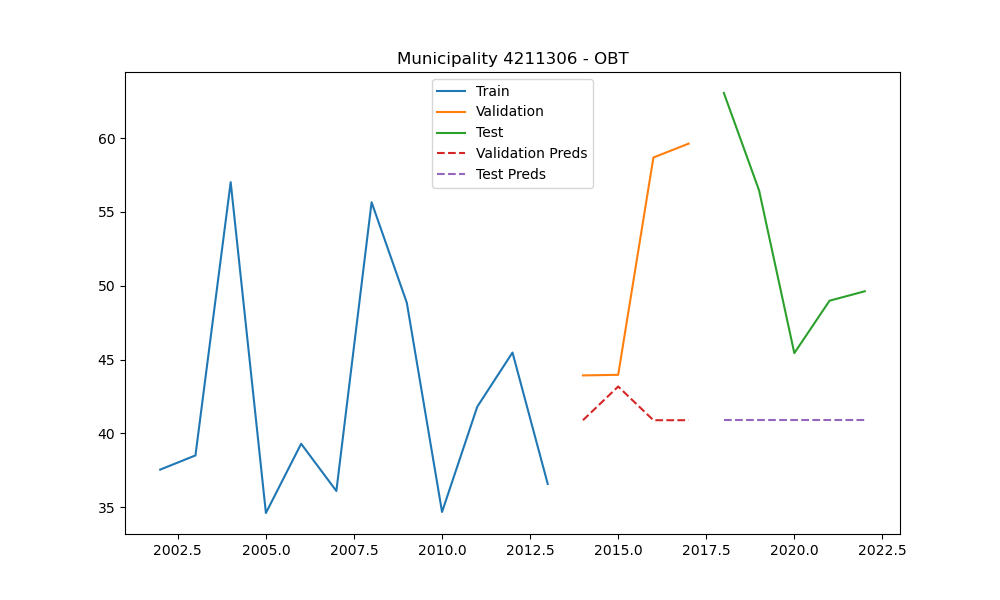 Municipality 4211306 - OBT
Train
Validation
Test
Validation Preds
Test Preds
60
55
50
45
40
35
2002.5 2005.0 2007.5 2010.0 2012.5 2015.0 2017.5 2020.0 2022.5